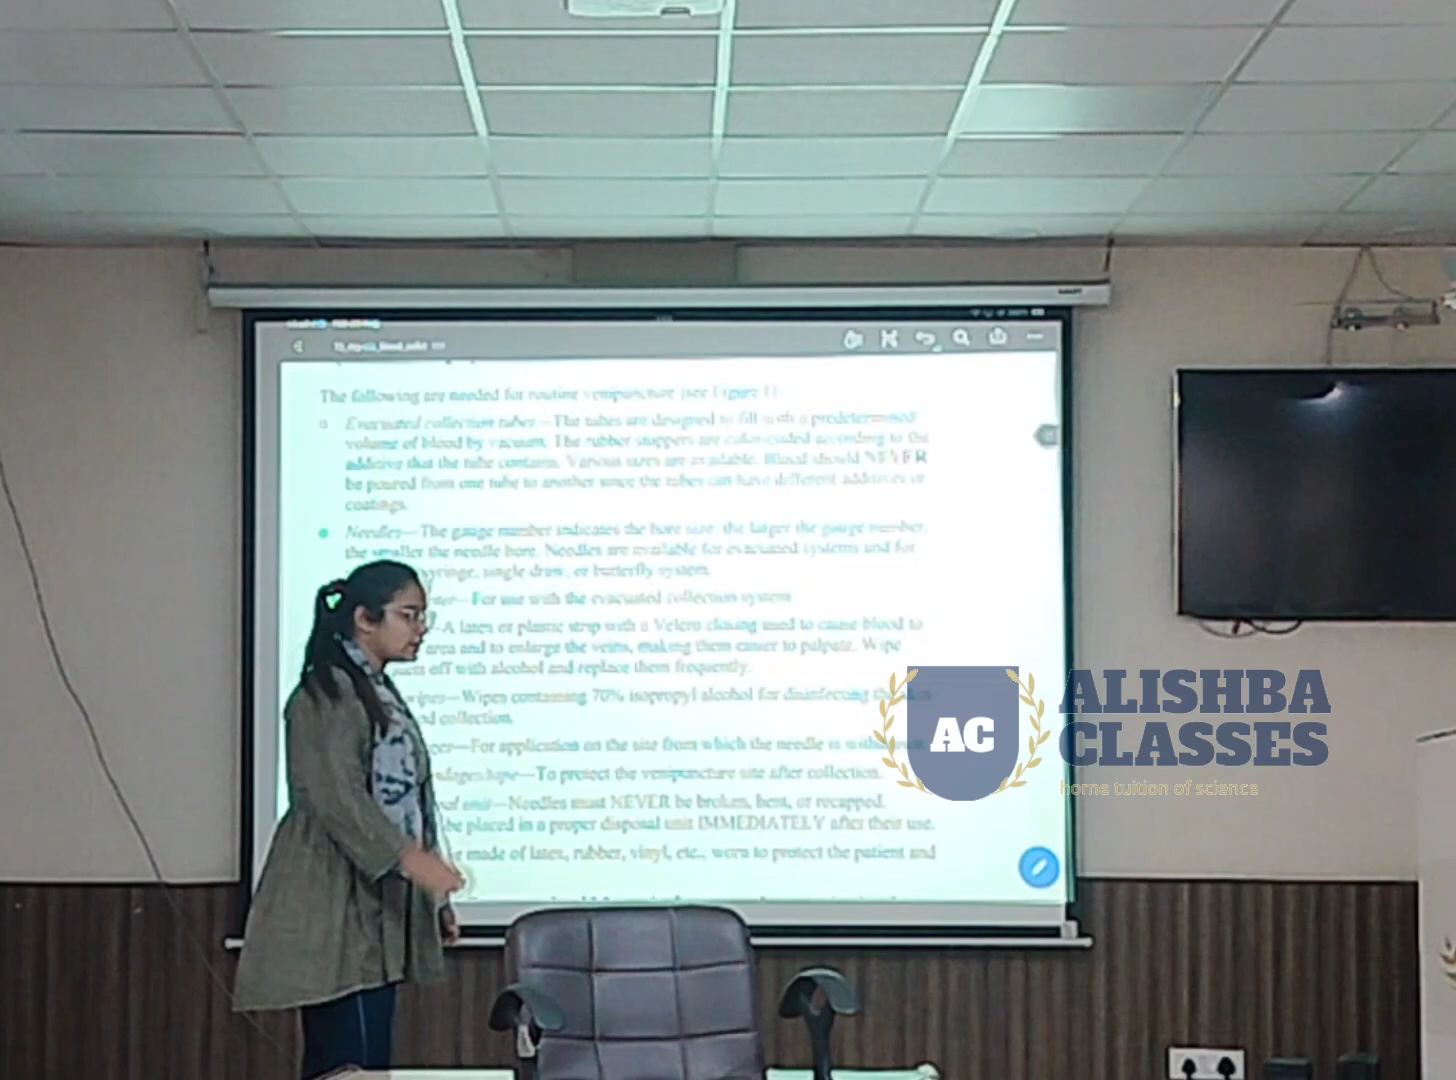 The following are needed for routine venipuncture (see Figure 1)
Evacuated collection tubes—The tubes are designed to fill with a predetermined
volume of blood by vacuum. The rubber stoppers are color-coded according to the
additive that the tube contains. Various sizes are available. Blood should NEVER
be poured from one tube to another since the tubes can have different additives or
coatings.
Needles—The gauge number indicates the bore size: the larger the gauge number,
the smaller the needle bore. Needles are available for evacuated systems and for
syringe, single draw, or butterfly system.
—For use with the evacuated collection system
—A latex or plastic strip with a Velcro closing used to cause blood to
area and to enlarge the veins, making them easier to palpate. Wipe
off with alcohol and replace them frequently.
wipes—Wipes containing 70% isopropyl alcohol for disinfecting the skin
collection.
—For application on the site from which the needle is withdrawn
—To protect the venipuncture site after collection.
unit—Needles must NEVER be broken, bent, or recapped.
be placed in a proper disposal unit IMMEDIATELY after their use.
made of latex, rubber, vinyl, etc.; worn to protect the patient and
AC
ALISHBA
CLASSES
home tuition of science